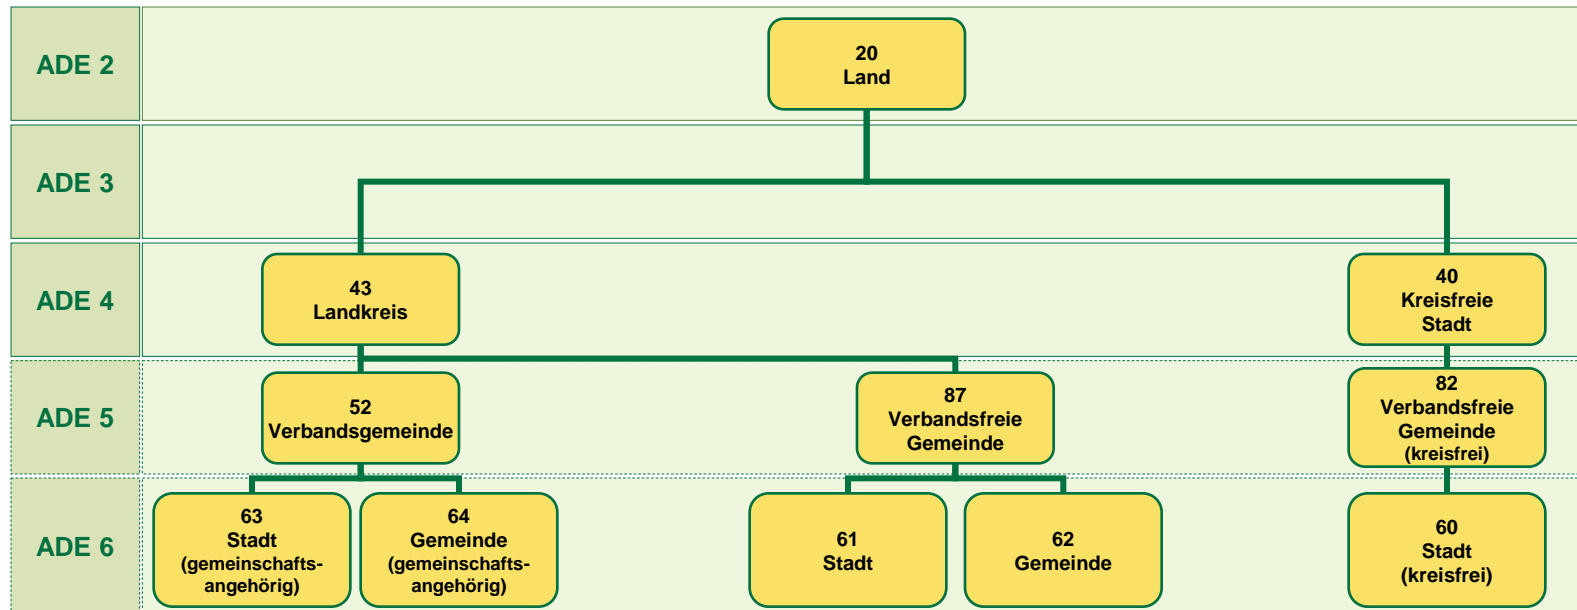 ADE 2
20
Land
ADE 3
ADE 4
43
Landkreis
40
Kreisfreie
Stadt
ADE 5
52
Verbandsgemeinde
87
Verbandsfreie
Gemeinde
82
Verbandsfreie
Gemeinde
(kreisfrei)
ADE 6
63
Stadt
(gemeinschafts-
angehörig)
64
Gemeinde
(gemeinschafts-
angehörig)
61
Stadt
62
Gemeinde
60
Stadt
(kreisfrei)